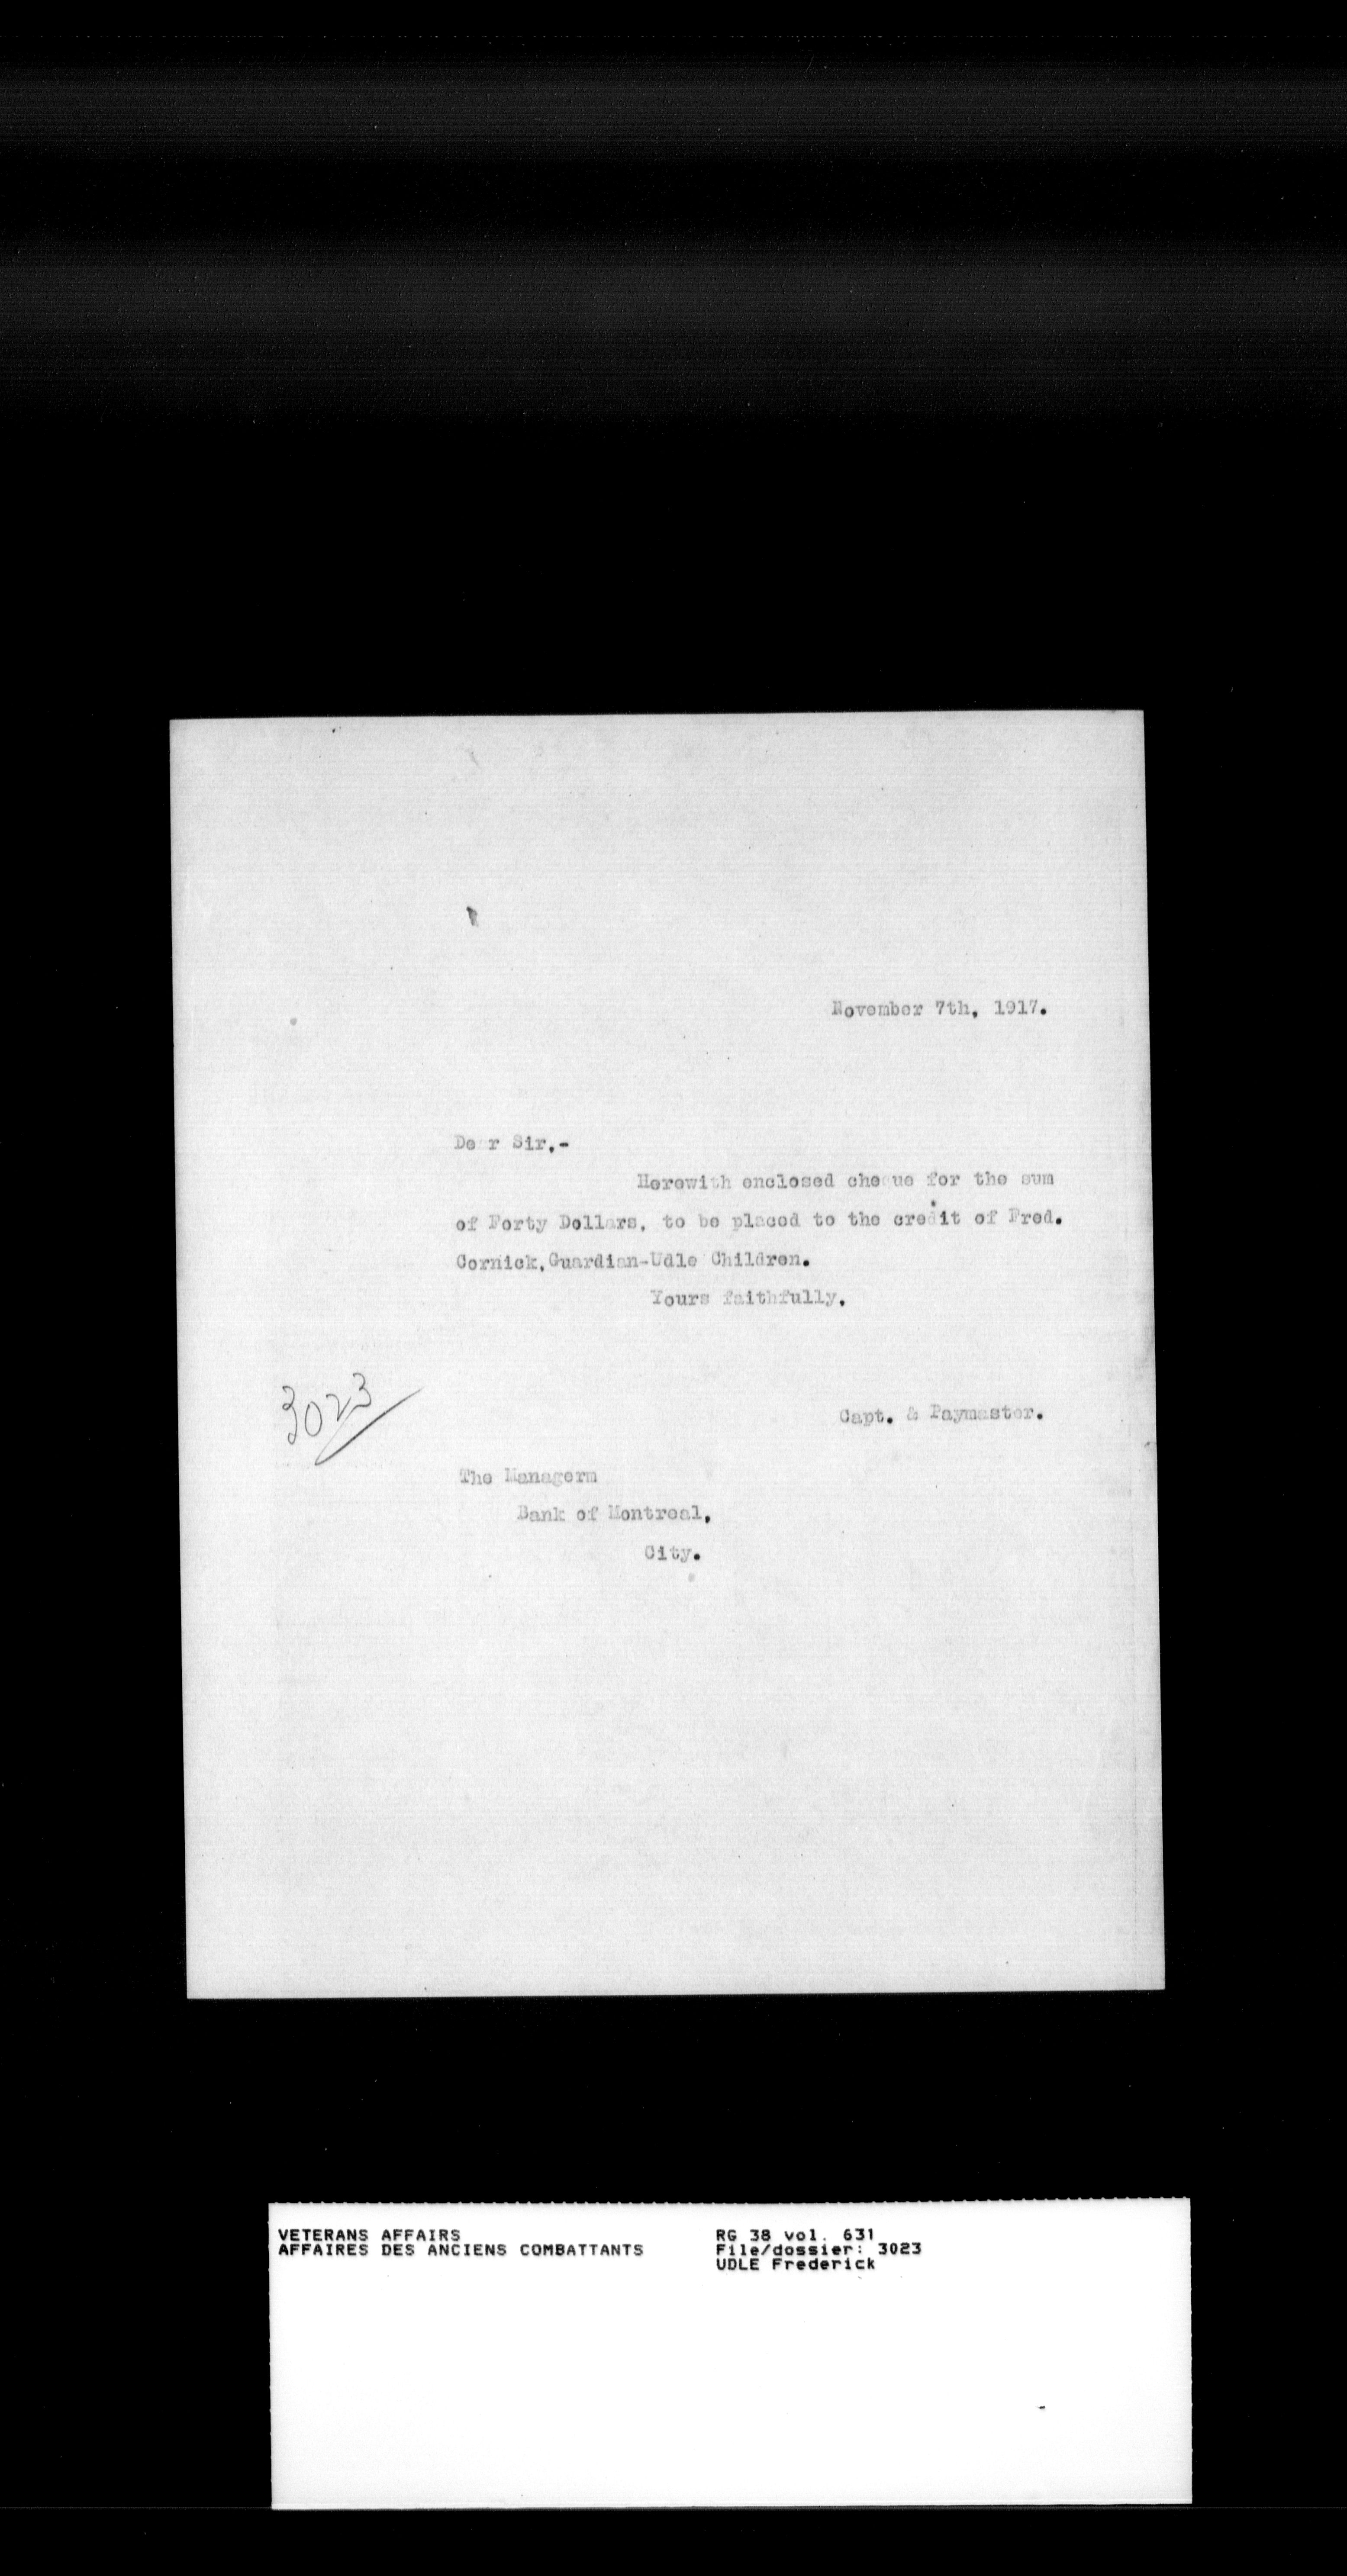 November 7th, 1917.
Dear Sir,-
Herewith enclosed cheque for the sum
of Forty Dollars, to be placed to the credit of Fred.
Cornick,Guardian-Udle Children.
Yours faithfully,
3023
Capt. & Paymaster.
The Managerm
Bank of Montreal,
City.
VETERANS AFFAIRS
AFFAIRES DES ANCIENS COMBATTANTS
RG 38 vol. 631
File/dossier: 3023
UDLE Frederick